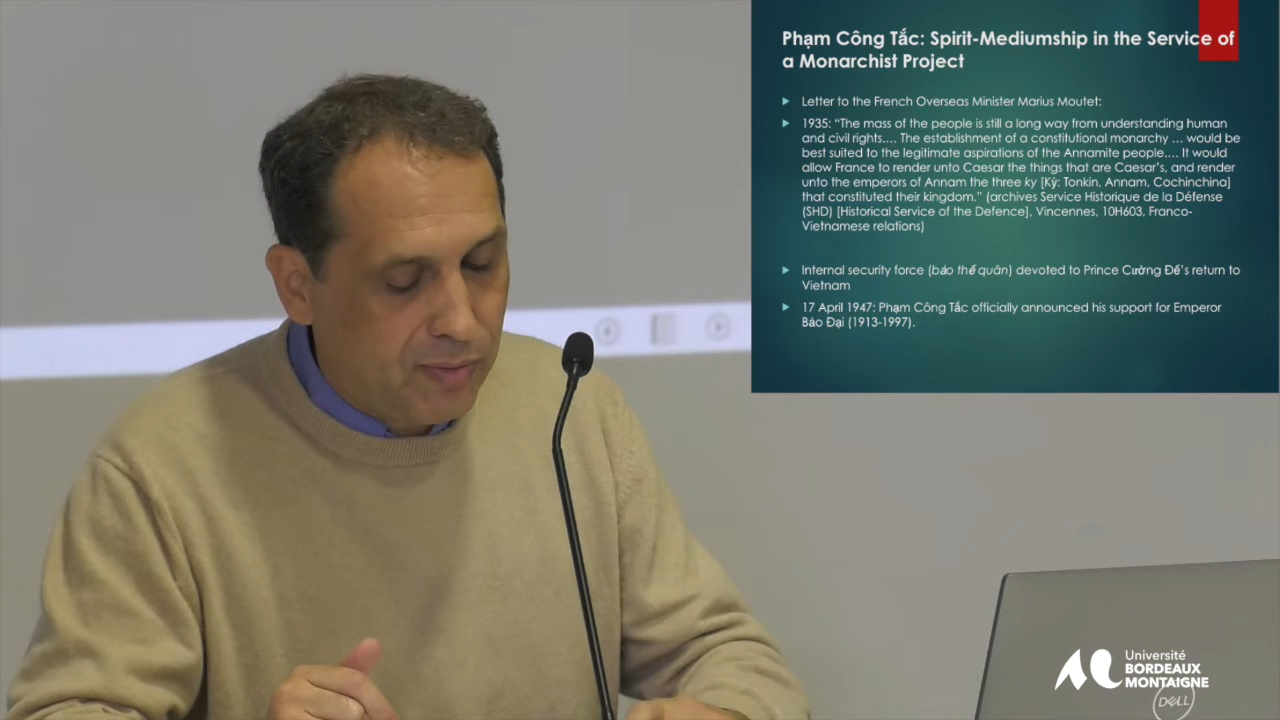 Phạm Công Tắc: Spirit-Mediumship in the Service of
a Monarchist Project
Letter to the French Overseas Minister Marius Moutet:
1935: “The mass of the people is still a long way from understanding human
and civil rights.... The establishment of a constitutional monarchy ... would be
best suited to the legitimate aspirations of the Annamite people.... It would
allow France to render unto Caesar the things that are Caesar’s, and render
unto the emperors of Annam the three ky [Kỳ: Tonkin, Annam, Cochinchina]
that constituted their kingdom.” (archives Service Historique de la Défense
(SHD) [Historical Service of the Defence], Vincennes, 10H603, Franco-
Vietnamese relations)
Internal security force (bảo thể quân) devoted to Prince Cường Để’s return to
Vietnam
17 April 1947: Phạm Công Tắc officially announced his support for Emperor
Bảo Đại (1913-1997).
Université
BORDEAUX
MONTAIGNE
DELL